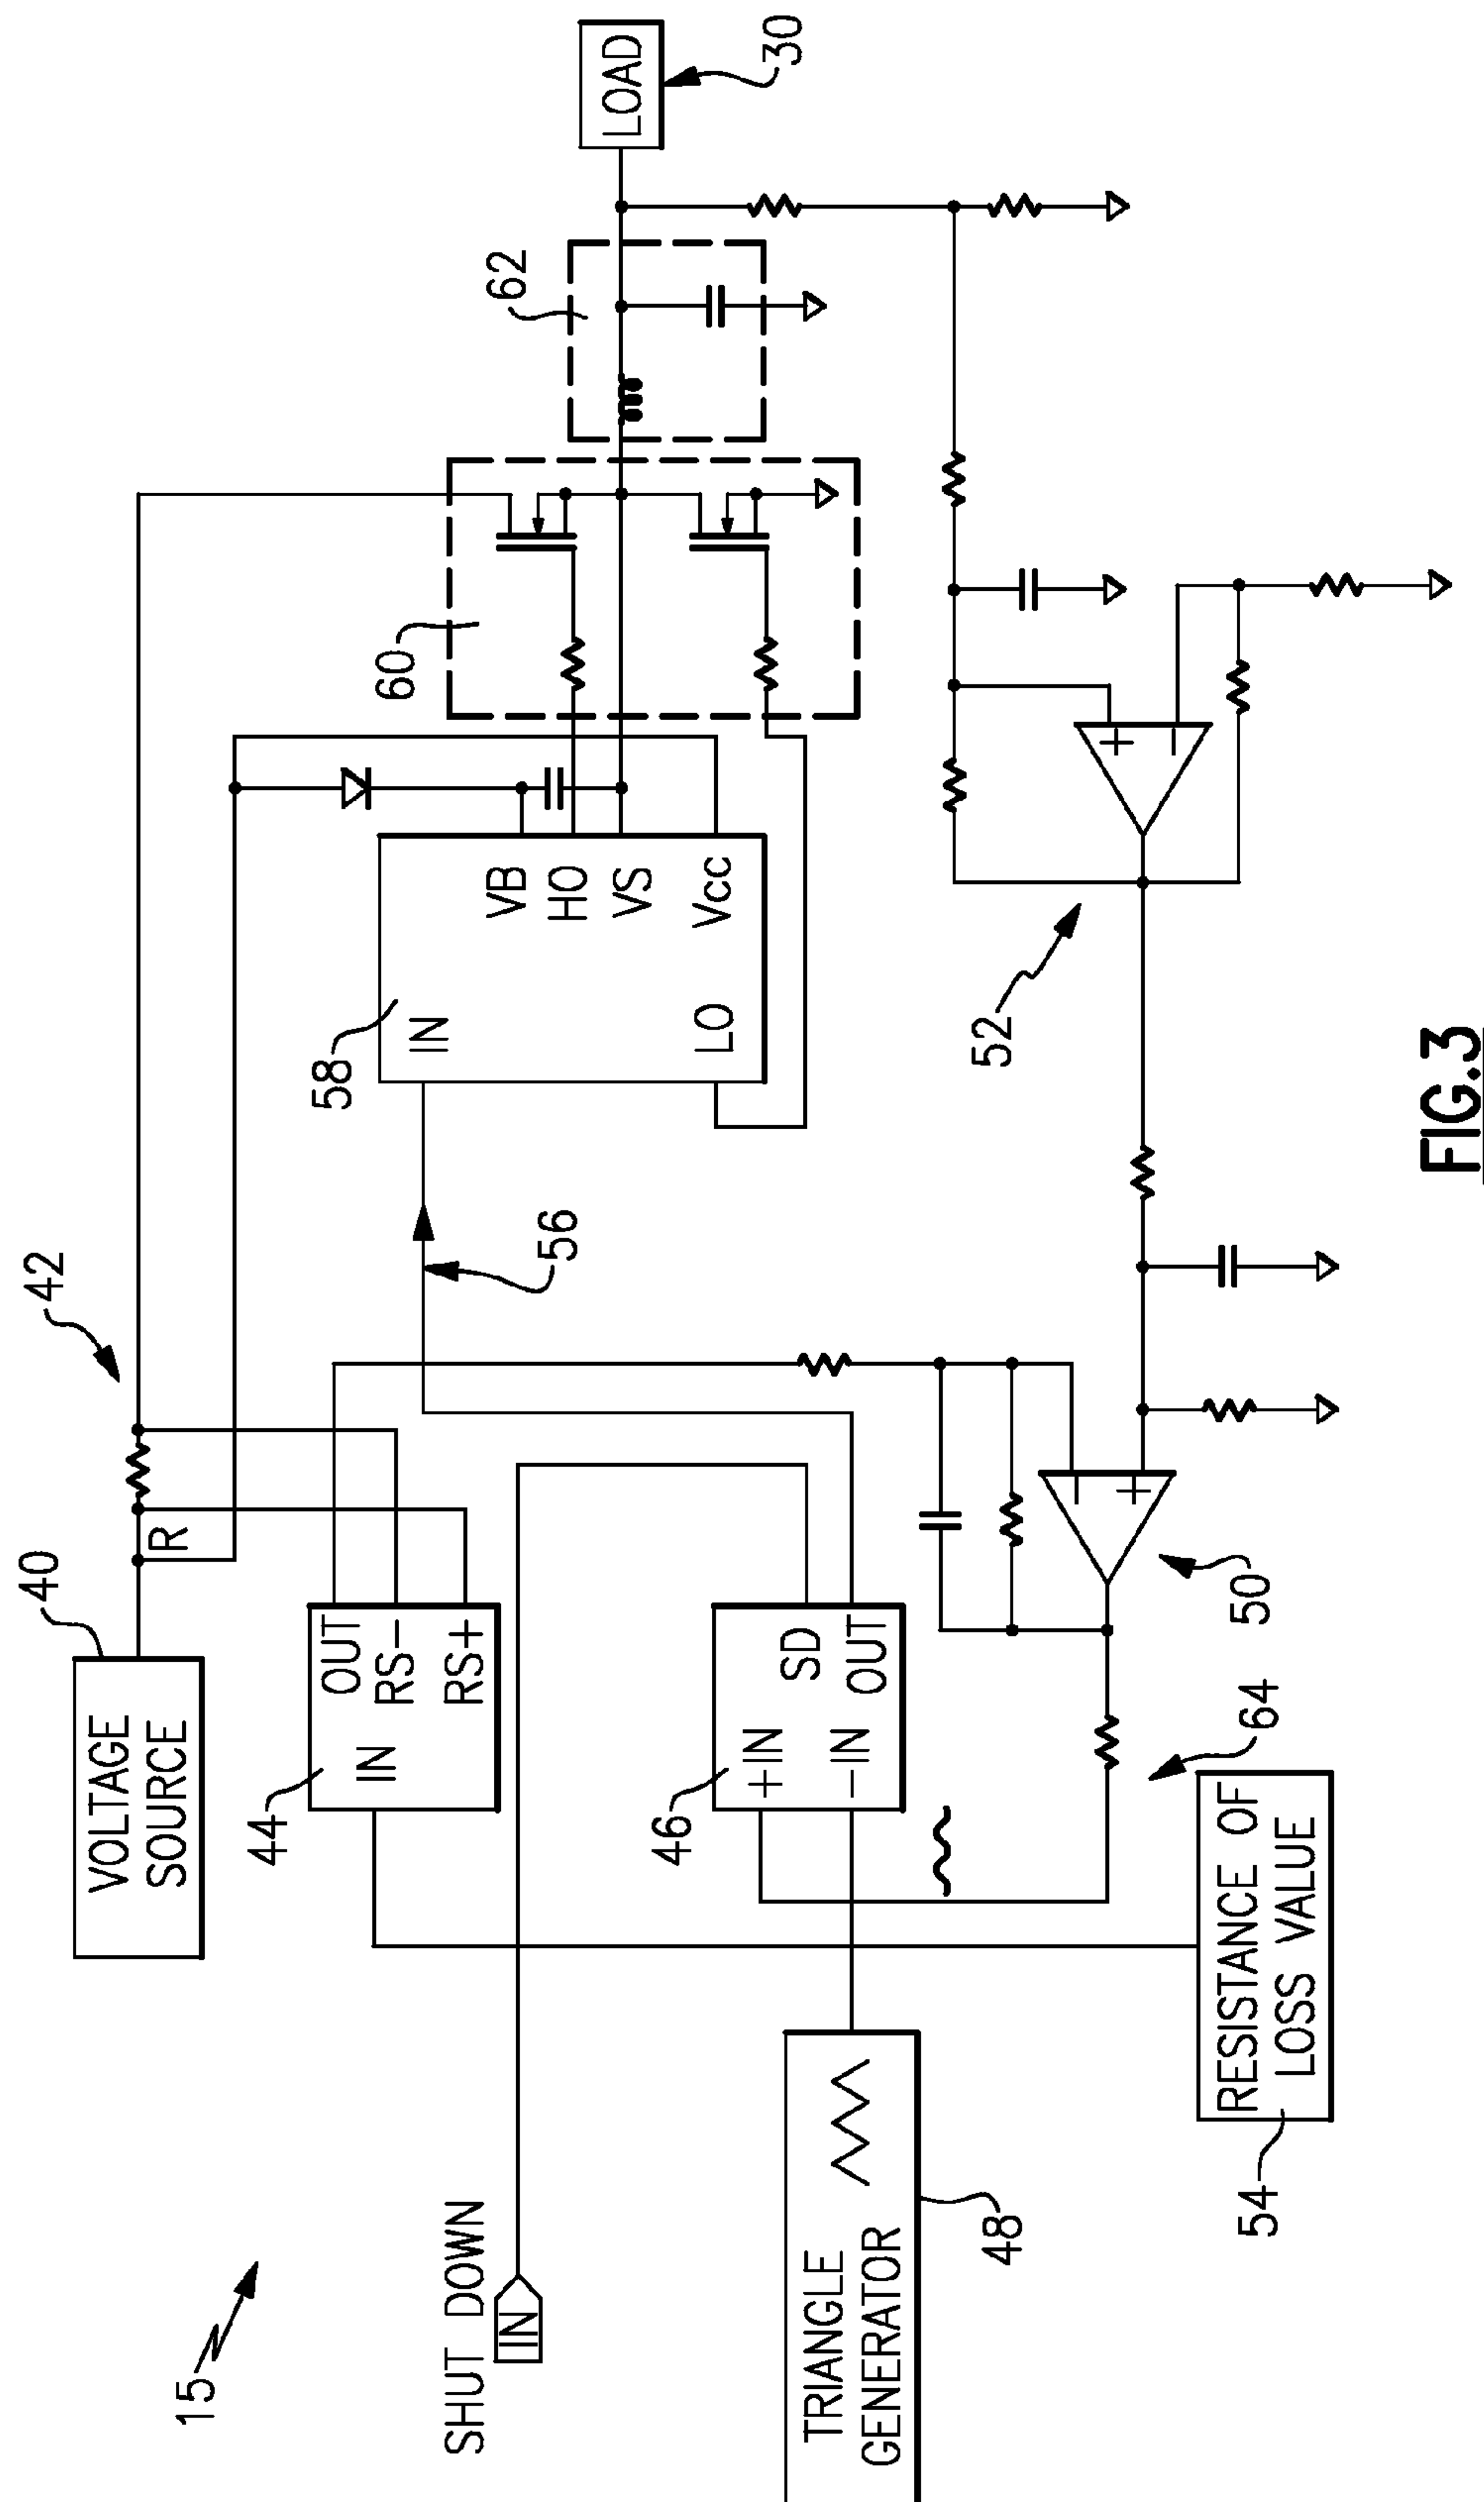 15
40
VOLTAGE
SOURCE
R
42
44
IN
OUT
RS-
RS+
SHUT DOWN
IN
46
+IN
-IN
SD
OUT
TRIANGLE
GENERATOR
48
56
58
IN
LO
VB
HO
VS
Vcc
60
62
LOAD
30
52
50
64
RESISTANCE OF
LOSS VALUE
54
FIG.3